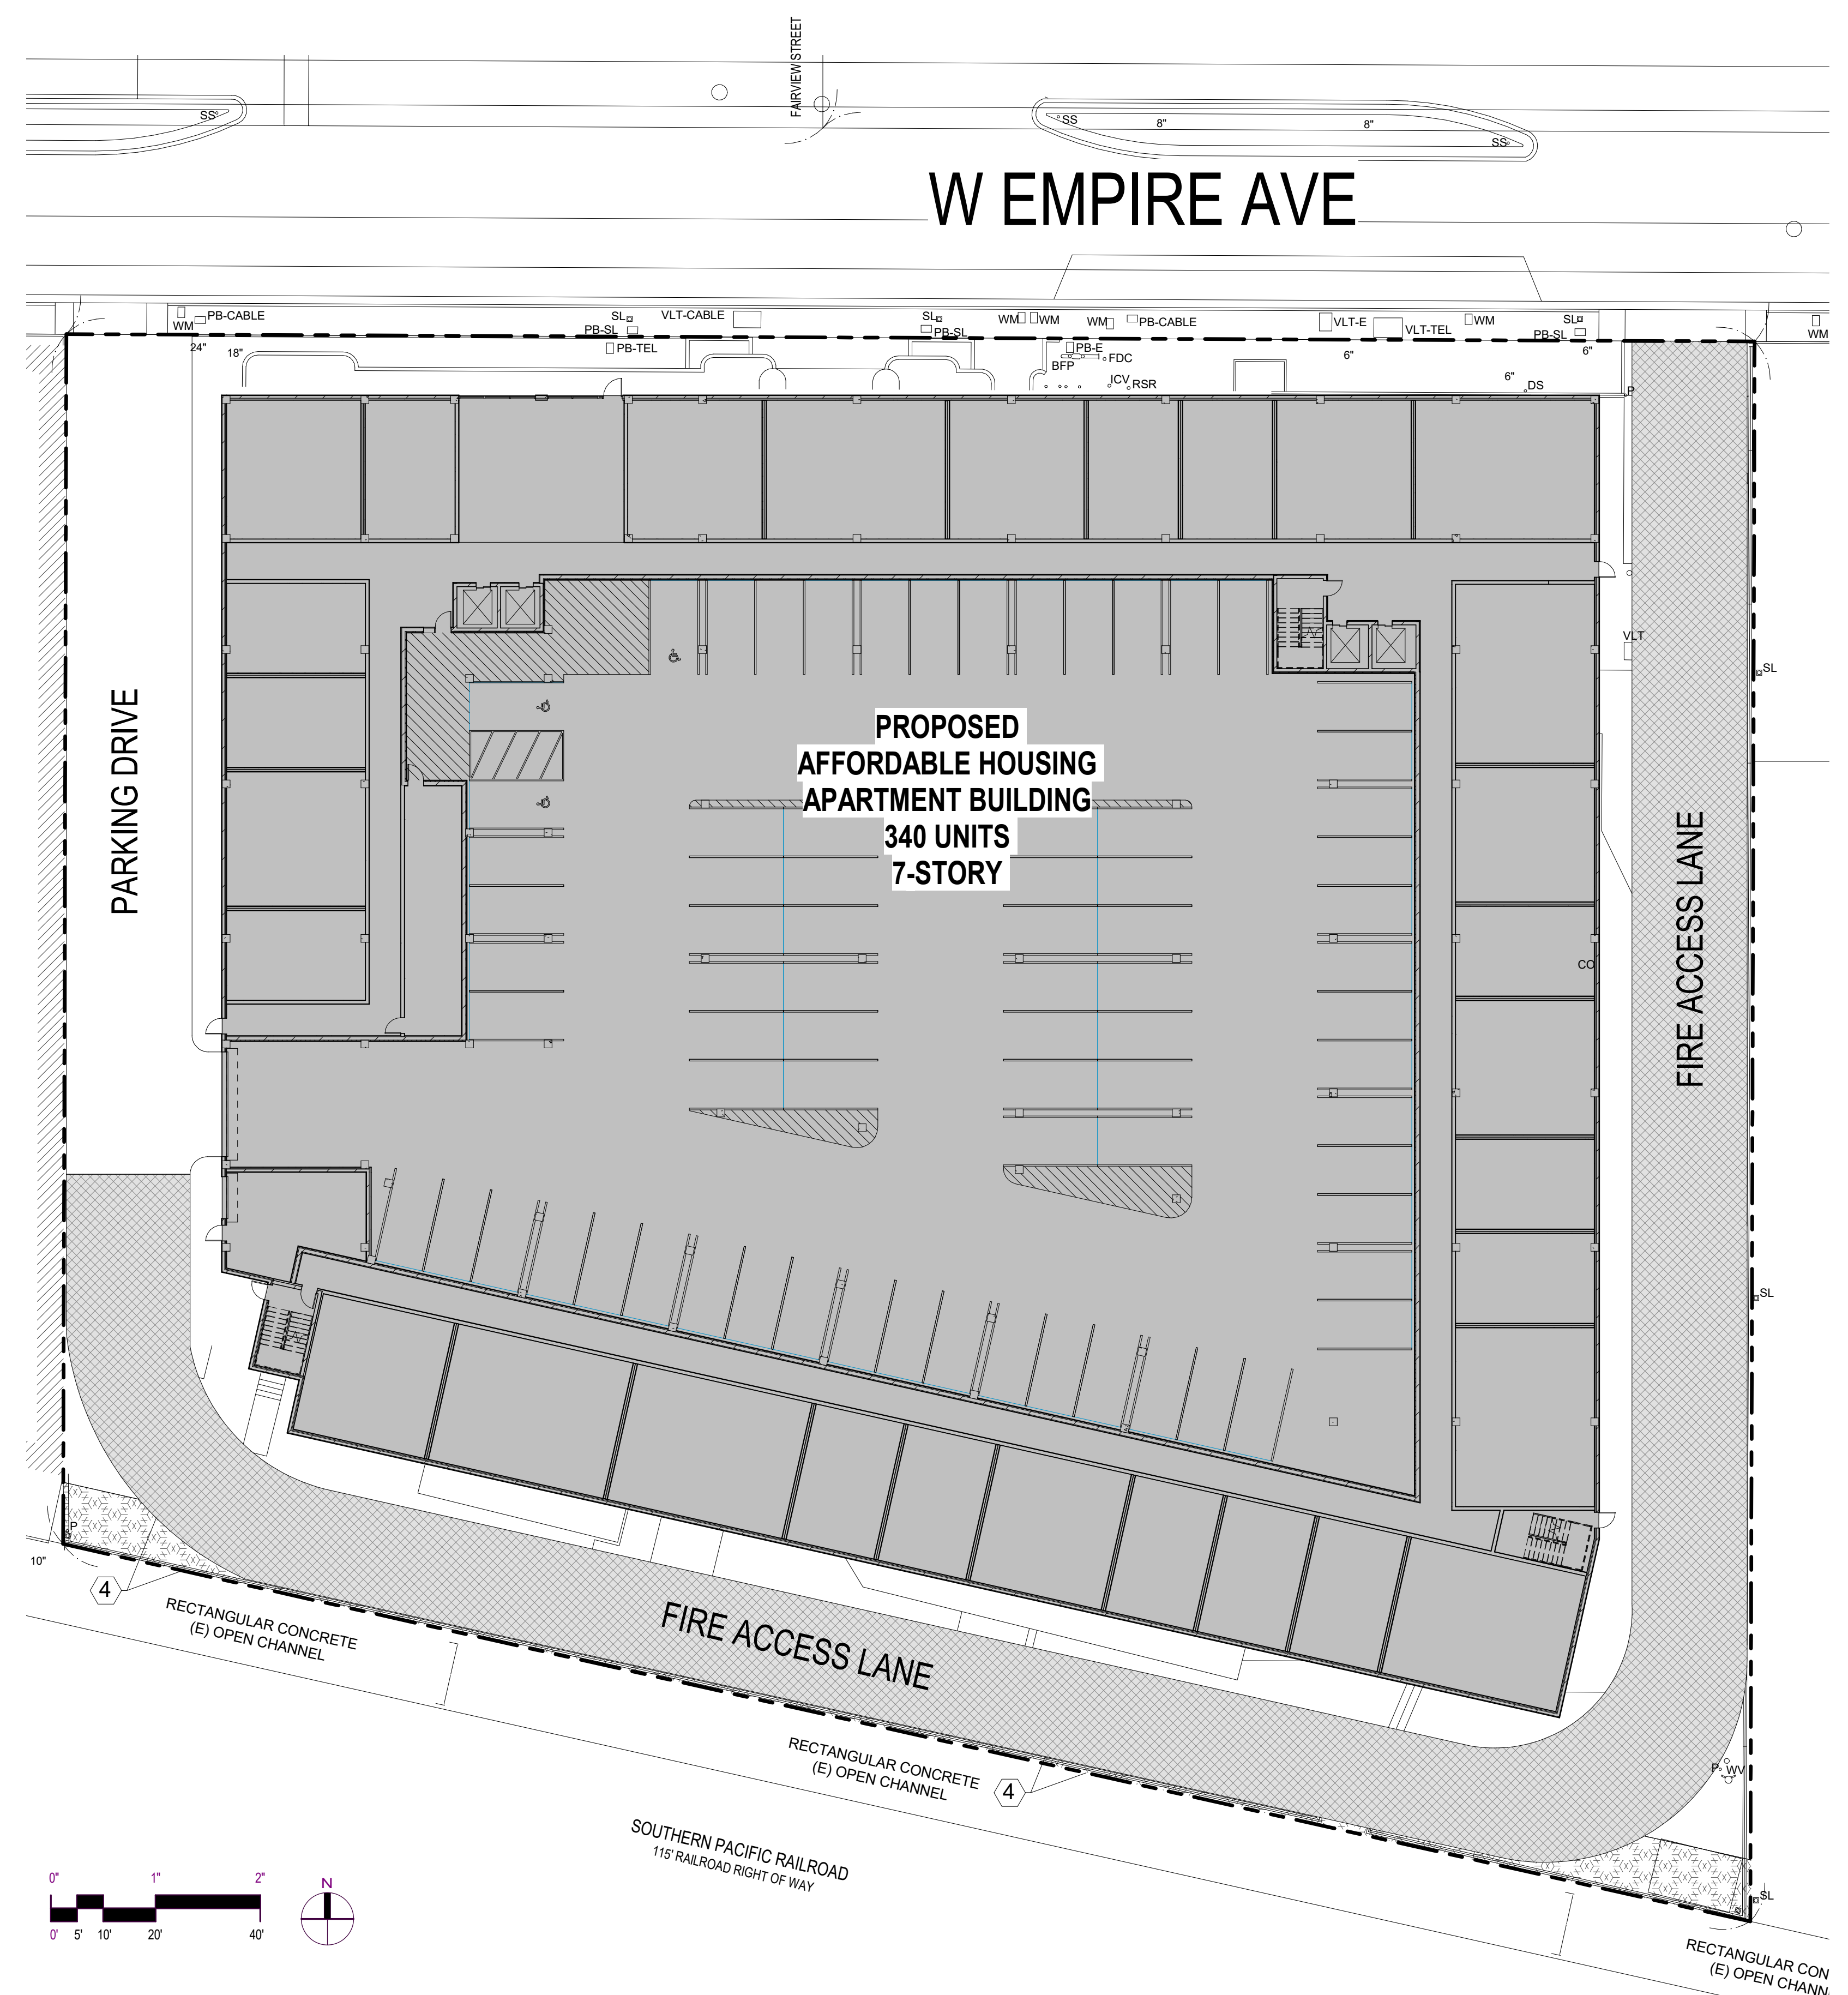 FAIRVIEW STREET
SS
SS
8"
8"
SS
W EMPIRE AVE
WM
PB-CABLE
SL
PB-SL
VLT-CABLE
SL
PB-SL
WM
WM
WM
PB-CABLE
VLT-E
VLT-TEL
WM
SL
PB-SL
WM
24"
18"
PB-TEL
PB-E
FDC
BFP
ICV
RSR
6"
6"
6"
DS
P
VLT
SL
PARKING DRIVE
PROPOSED
AFFORDABLE HOUSING
APARTMENT BUILDING
340 UNITS
7-STORY
FIRE ACCESS LANE
CO
SL
P
10"
4
RECTANGULAR CONCRETE
(E) OPEN CHANNEL
FIRE ACCESS LANE
RECTANGULAR CONCRETE
(E) OPEN CHANNEL
4
P
WV
SOUTHERN PACIFIC RAILROAD
115' RAILROAD RIGHT OF WAY
SL
0" 1" 2"
0' 5' 10' 20' 40'
N
RECTANGULAR CON
(E) OPEN CHANN